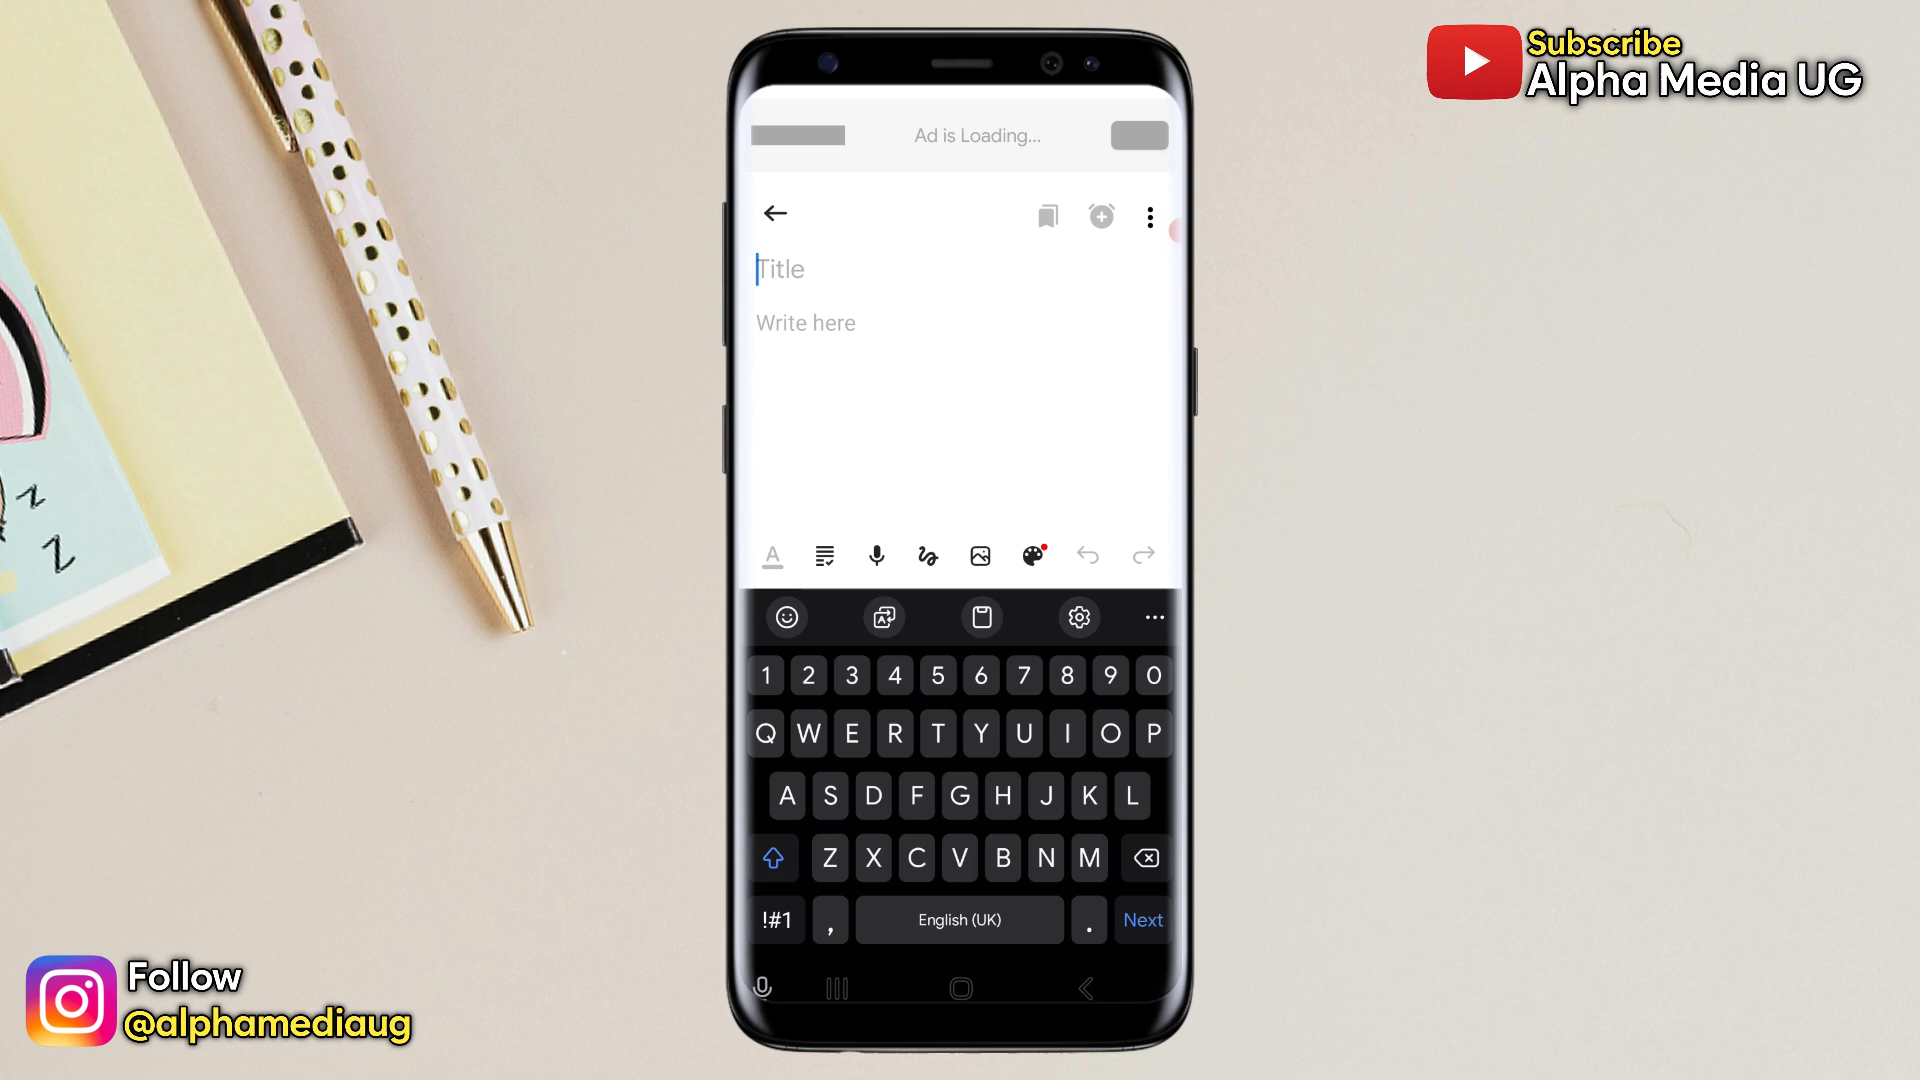 Subscribe
Alpha Media UG
Ad is Loading...
Title
Write here
A
1 2 3 4 5 6 7 8 9 0
Q W E R T Y U I O P
A S D F G H J K L
Z X C V B N M
!#1 , English (UK) . Next
Z
Z
Follow
@alphamediaug